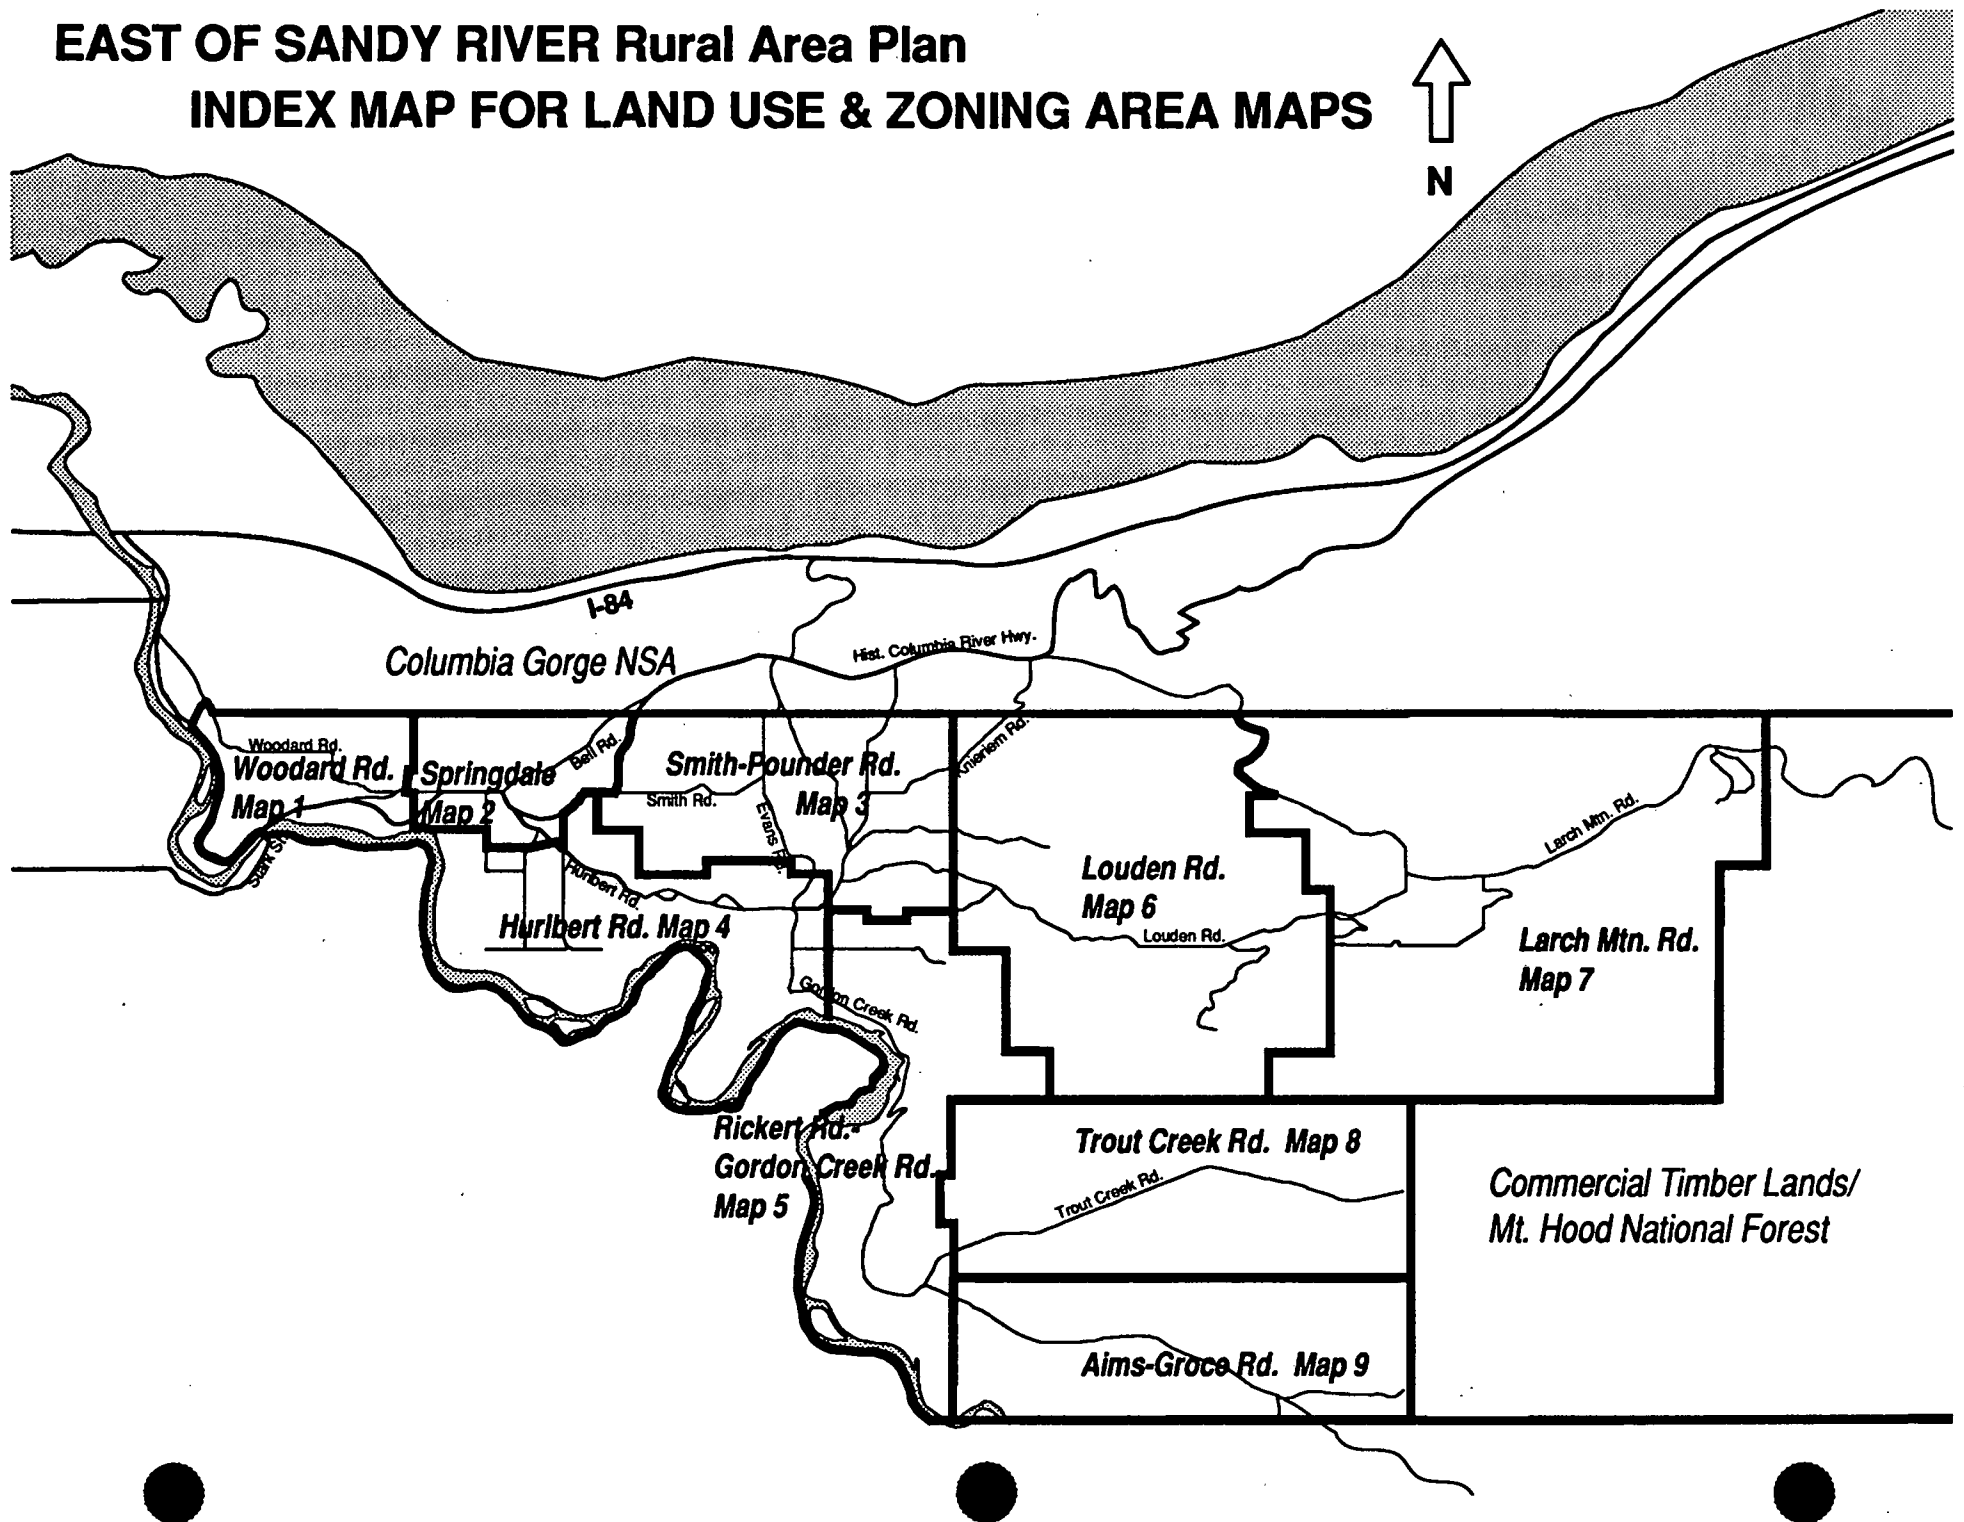 EAST OF SANDY RIVER Rural Area Plan
INDEX MAP FOR LAND USE & ZONING AREA MAPS
N
I-84
Columbia Gorge NSA
Hist. Columbia River Hwy.
Woodard Rd.
Woodard Rd.
Map 1
Springdale
Map 2
Bell Rd.
Smith-Pounder Rd.
Map 3
Smith Rd.
Evans Rd.
Knieriem Rd.
Stark St.
Hurlbert Rd.
Hurlbert Rd. Map 4
Louden Rd.
Map 6
Louden Rd.
Larch Mtn. Rd.
Larch Mtn. Rd.
Map 7
Gordon Creek Rd.
Rickert Rd.-
Gordon Creek Rd.
Map 5
Trout Creek Rd. Map 8
Trout Creek Rd.
Commercial Timber Lands/
Mt. Hood National Forest
Aims-Groce Rd. Map 9